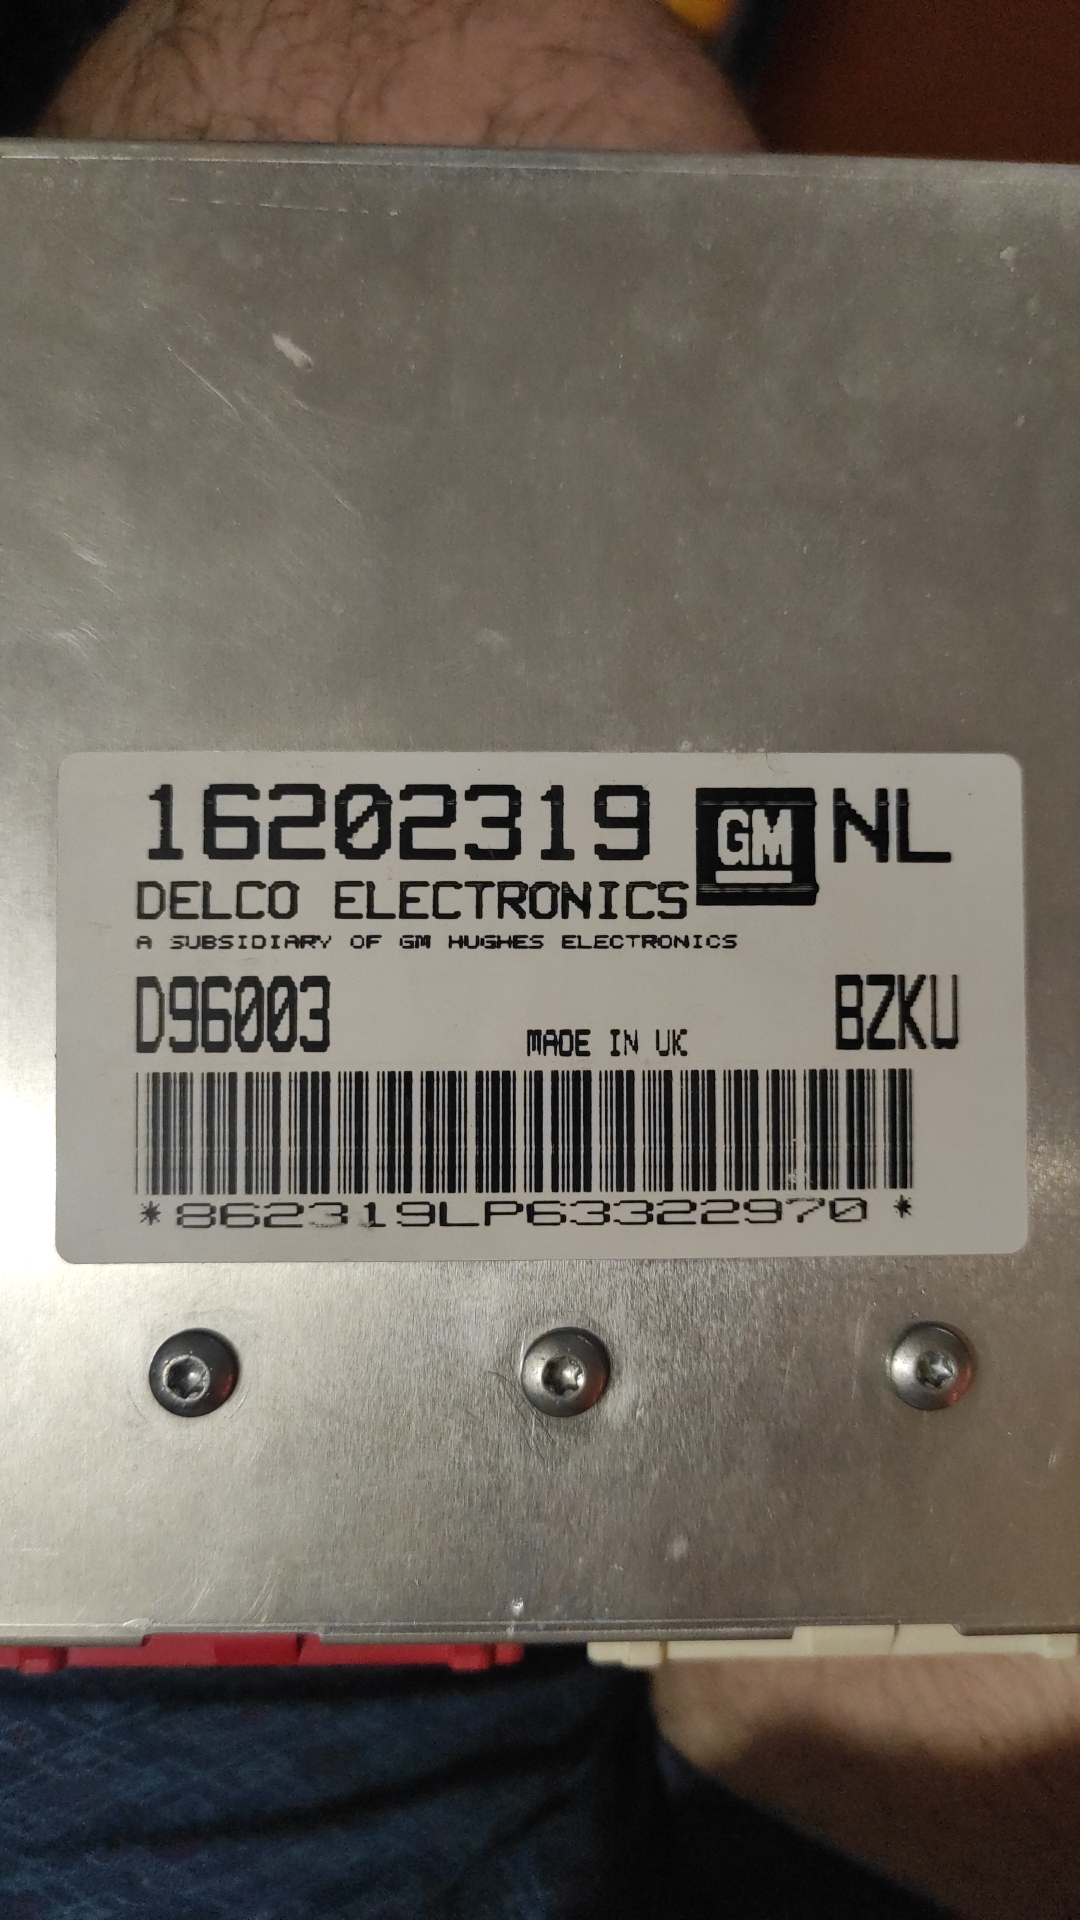 16202319 GM NL
DELCO ELECTRONICS
A SUBSIDIARY OF GM HUGHES ELECTRONICS
D96003 MADE IN UK BZKU
*862319LP63322970 *